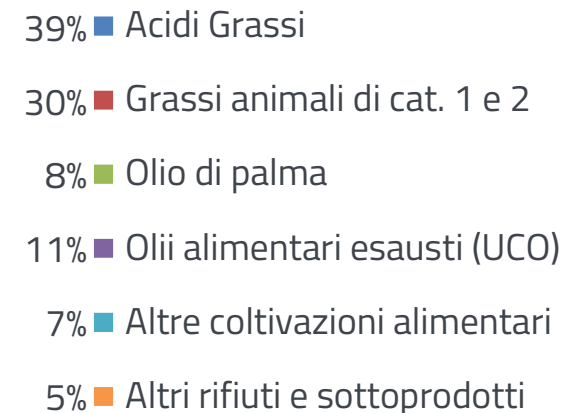 39% Acidi Grassi
30% Grassi animali di cat. 1 e 2
8% Olio di palma
11% Olii alimentari esausti (UCO)
7% Altre coltivazioni alimentari
5% Altri rifiuti e sottoprodotti